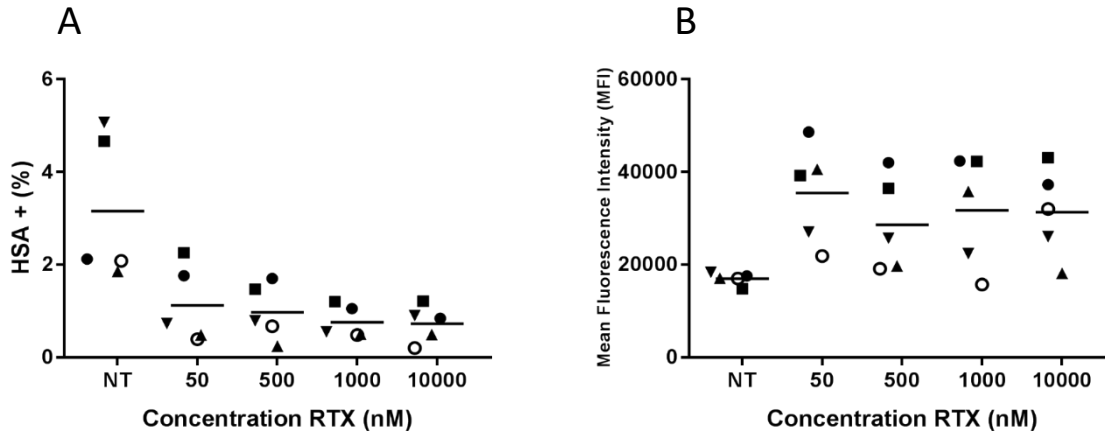 A
HSA + (%)
6
4
2
0
NT 50 500 1000 10000
Concentration RTX (nM)
B
Mean Fluorescence Intensity (MFI)
60000
40000
20000
0
NT 50 500 1000 10000
Concentration RTX (nM)